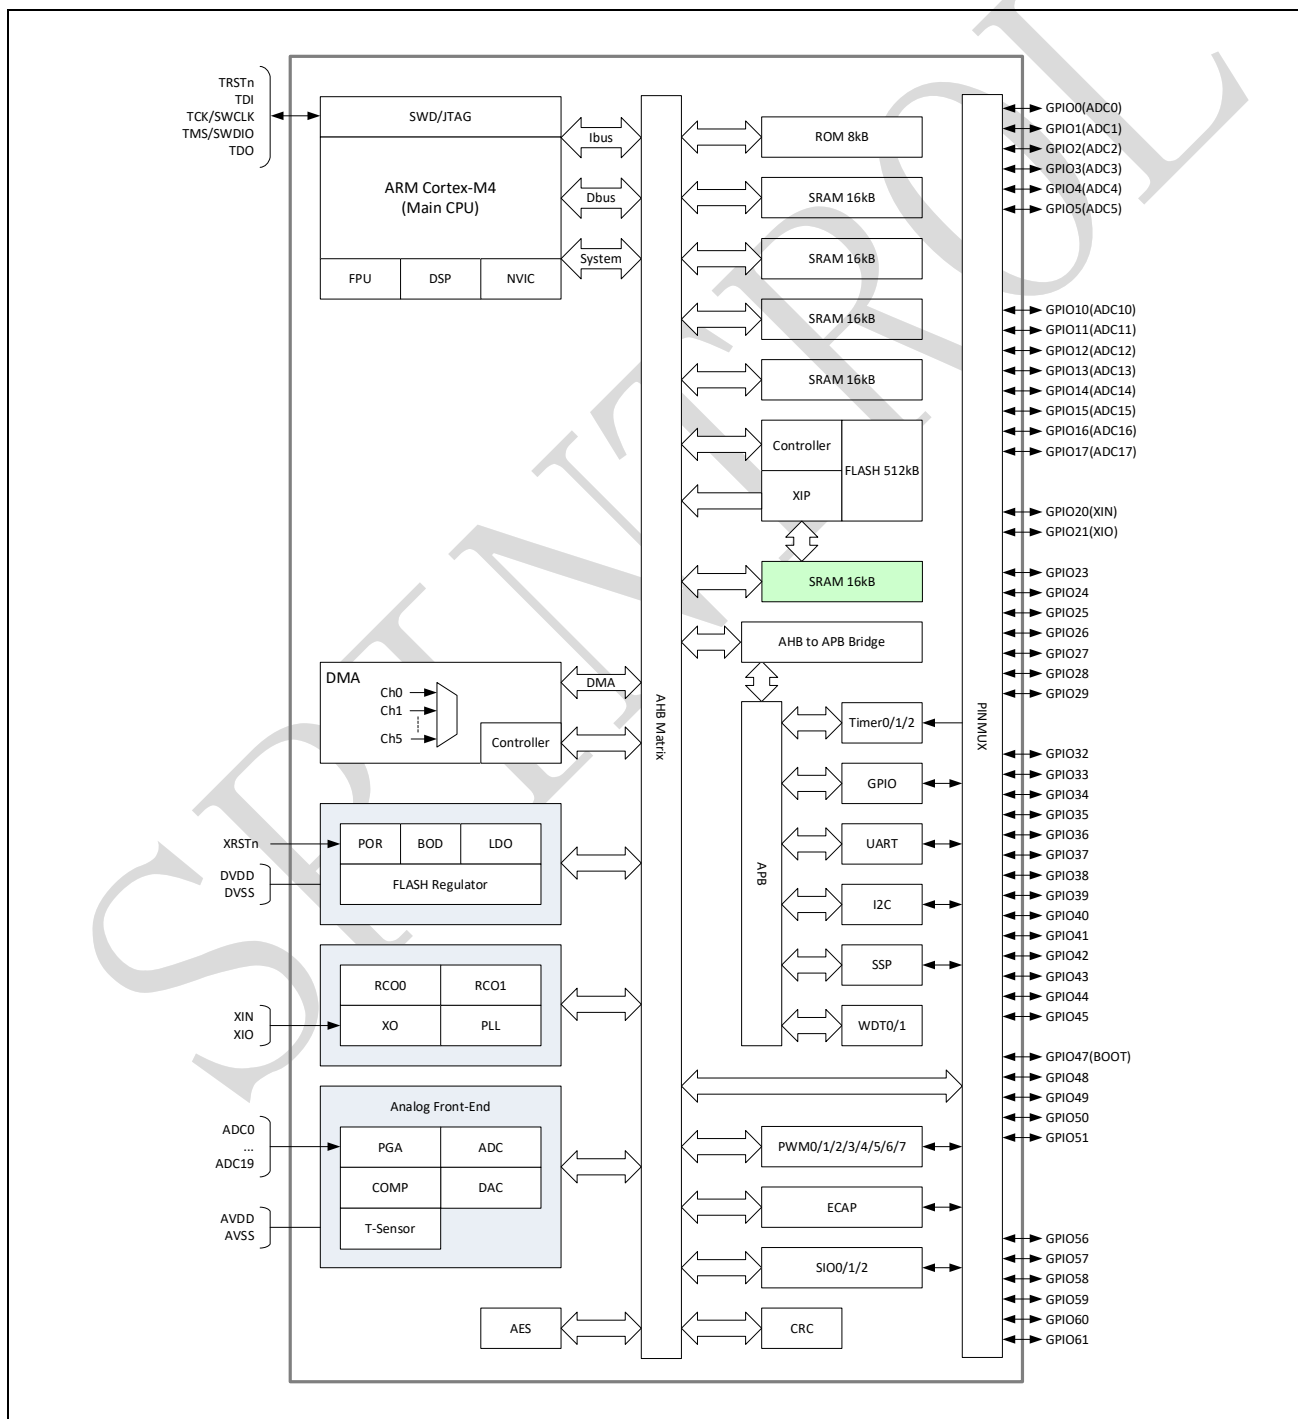 TRSTn
TDI
TCK/SWCLK
TMS/SWDIO
TDO
SWD/JTAG
ARM Cortex-M4
(Main CPU)
FPU
DSP
NVIC
Ibus
Dbus
System
DMA
Ch0
Ch1
Ch5
Controller
DMA
XRSTn
DVDD
DVSS
POR
BOD
LDO
FLASH Regulator
XIN
XIO
RCO0
RCO1
XO
PLL
ADC0
...
ADC19
AVDD
AVSS
Analog Front-End
PGA
ADC
COMP
DAC
T-Sensor
AES
AHB Matrix
ROM 8kB
SRAM 16kB
SRAM 16kB
SRAM 16kB
SRAM 16kB
Controller
XIP
FLASH 512kB
SRAM 16kB
AHB to APB Bridge
APB
Timer0/1/2
GPIO
UART
I2C
SSP
WDT0/1
PWM0/1/2/3/4/5/6/7
ECAP
SIO0/1/2
CRC
PINMUX
GPIO0(ADC0)
GPIO1(ADC1)
GPIO2(ADC2)
GPIO3(ADC3)
GPIO4(ADC4)
GPIO5(ADC5)
GPIO10(ADC10)
GPIO11(ADC11)
GPIO12(ADC12)
GPIO13(ADC13)
GPIO14(ADC14)
GPIO15(ADC15)
GPIO16(ADC16)
GPIO17(ADC17)
GPIO20(XIN)
GPIO21(XIO)
GPIO23
GPIO24
GPIO25
GPIO26
GPIO27
GPIO28
GPIO29
GPIO32
GPIO33
GPIO34
GPIO35
GPIO36
GPIO37
GPIO38
GPIO39
GPIO40
GPIO41
GPIO42
GPIO43
GPIO44
GPIO45
GPIO47(BOOT)
GPIO48
GPIO49
GPIO50
GPIO51
GPIO56
GPIO57
GPIO58
GPIO59
GPIO60
GPIO61
SPINTROL